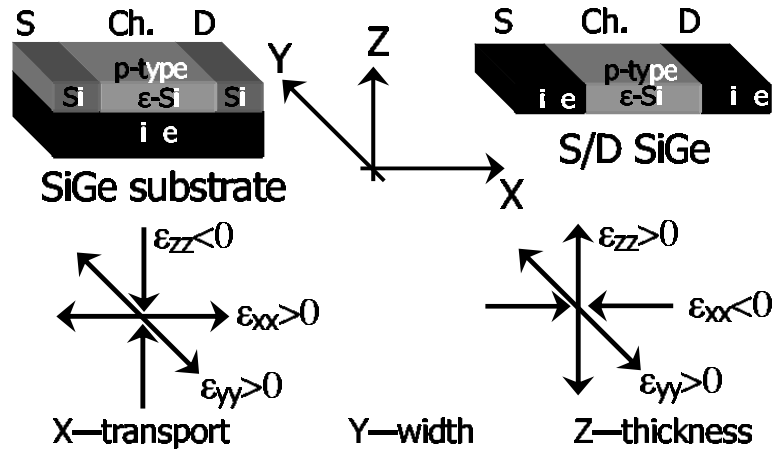 S Ch. D
p-type
Si ε-Si Si
i e
SiGe substrate
Y Z
X
S Ch. D
p-type
i e ε-Si i e
S/D SiGe
εzz<0
εxx>0
εyy>0
εzz>0
εxx<0
εyy>0
X—transport Y—width Z—thickness